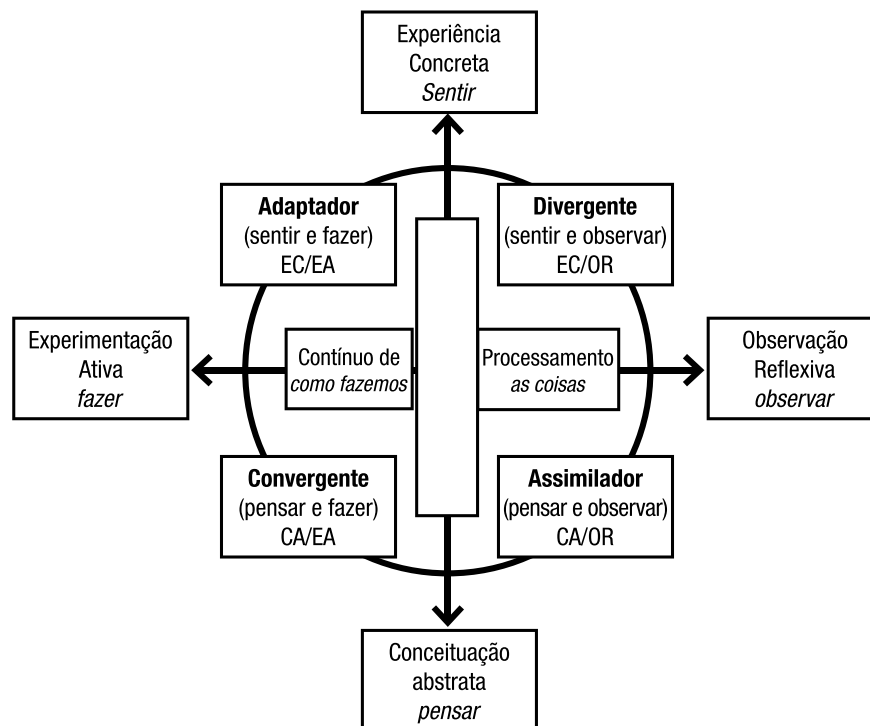 Experiência
Concreta
Sentir
Adaptador
(sentir e fazer)
EC/EA
Divergente
(sentir e observar)
EC/OR
Experimentação
Ativa
fazer
Contínuo de
como fazemos
Processamento
as coisas
Observação
Reflexiva
observar
Convergente
(pensar e fazer)
CA/EA
Assimilador
(pensar e observar)
CA/OR
Conceituação
abstrata
pensar